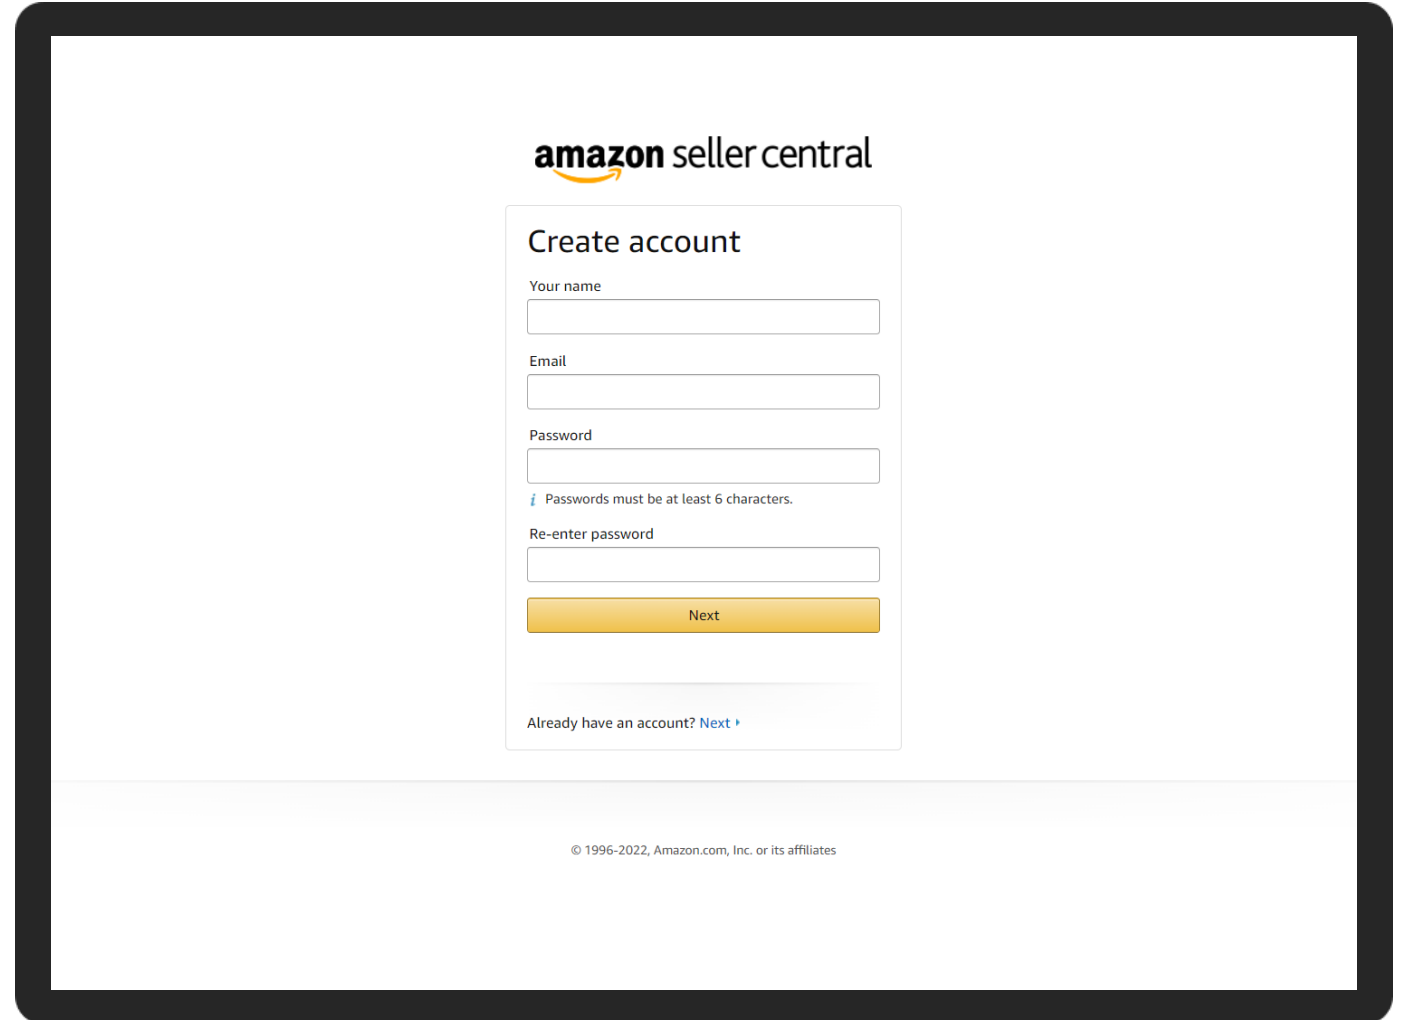 amazon seller central
Create account
Your name
Email
Password
i Passwords must be at least 6 characters.
Re-enter password
Next
Already have an account? Next
© 1996-2022, Amazon.com, Inc. or its affiliates